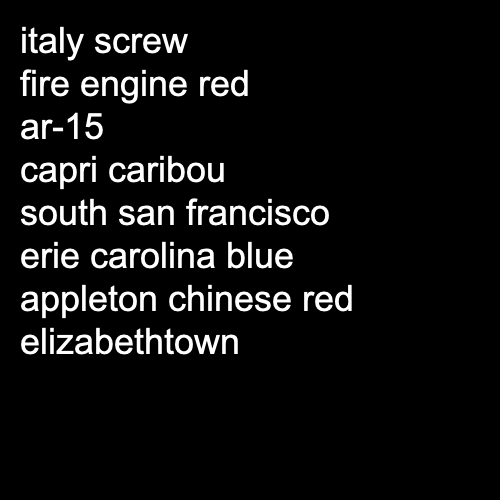 italy screw
fire engine red
ar-15
capri caribou
south san francisco
erie carolina blue
appleton chinese red
elizabethtown